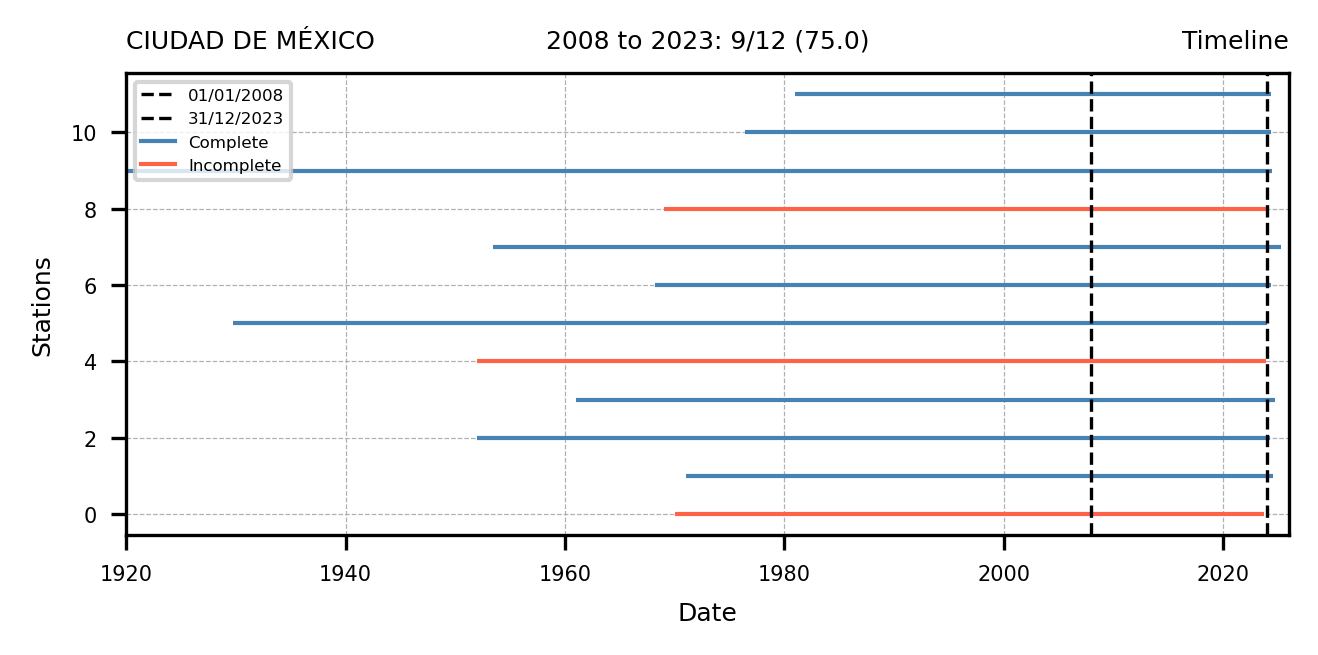 CIUDAD DE MÉXICO
2008 to 2023: 9/12 (75.0)
Timeline
01/01/2008
31/12/2023
Complete
Incomplete
10
8
6
4
2
0
Stations
1920
1940
1960
1980
2000
2020
Date